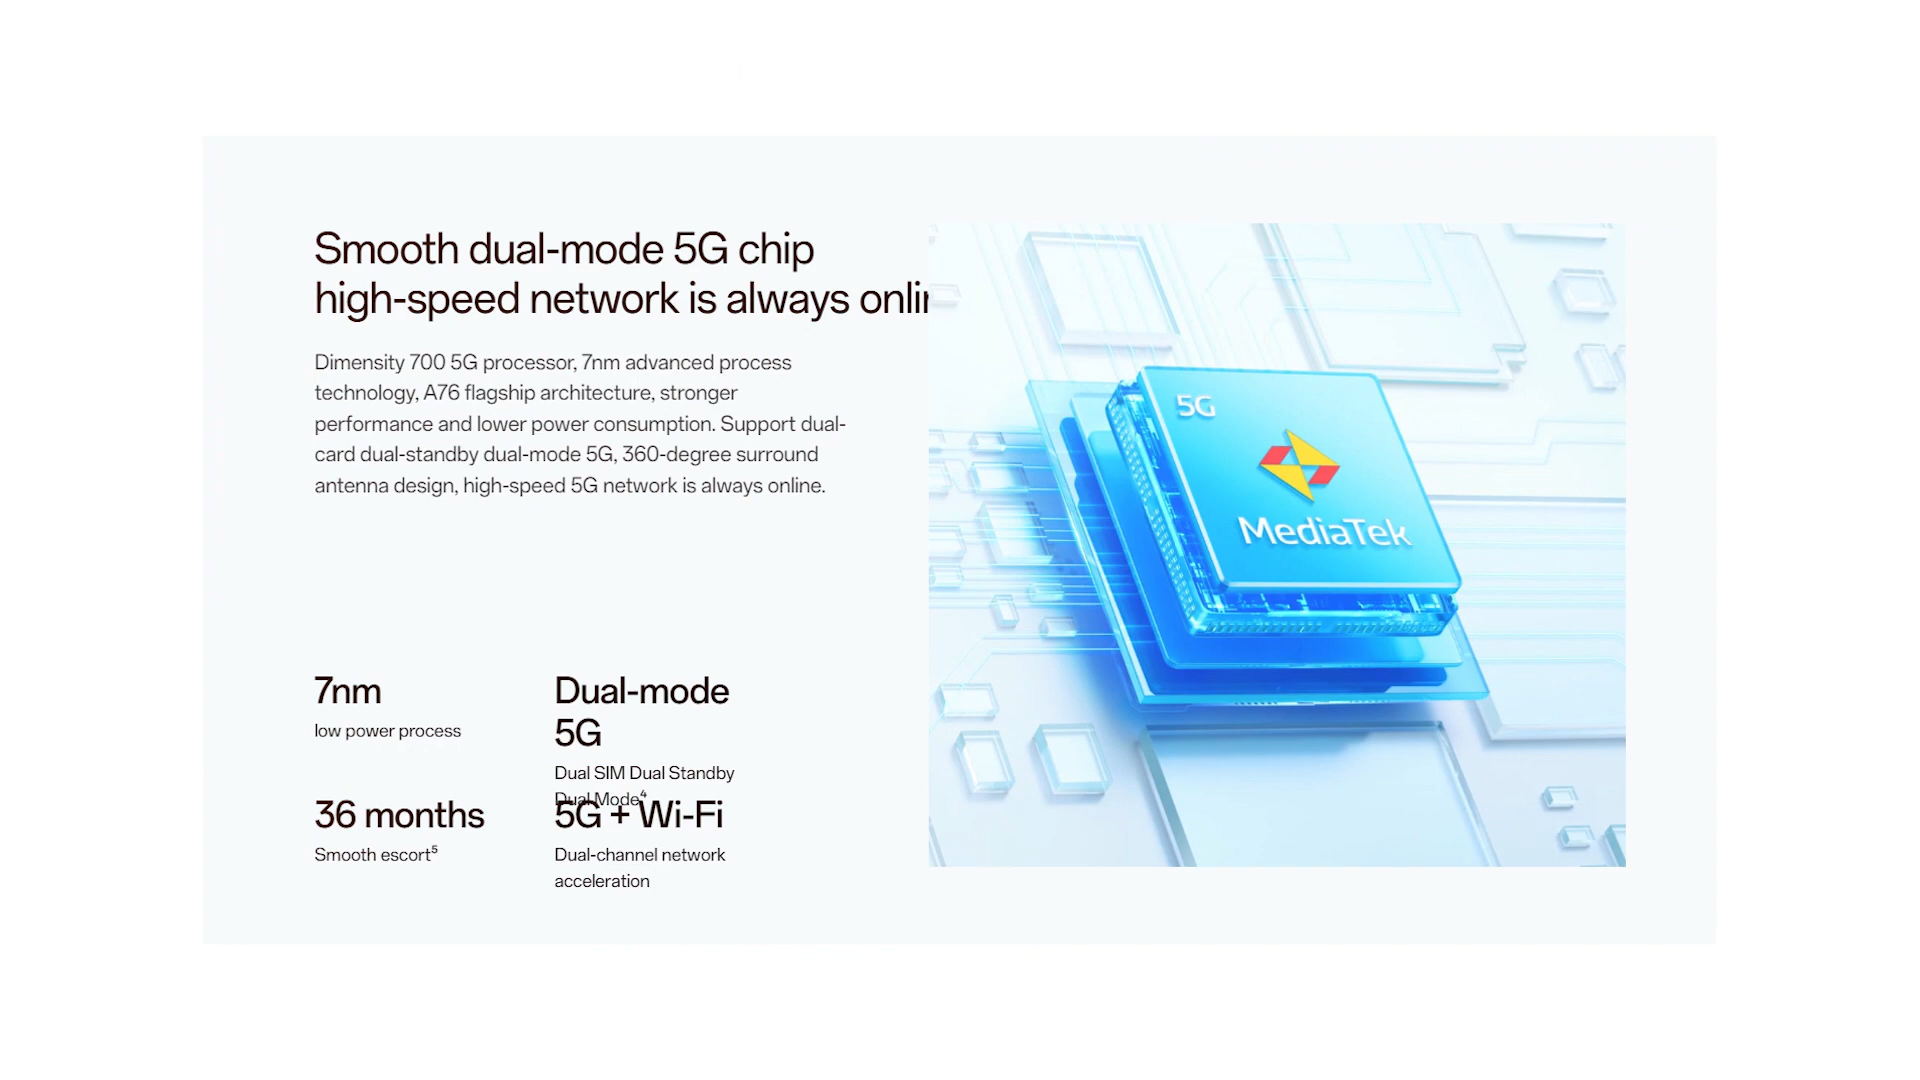 Smooth dual-mode 5G chip
high-speed network is always
Dimensity 700 5G processor, 7nm advanced process
technology, A76 flagship architecture, stronger
performance and lower power consumption. Support dual-
card dual-standby dual-mode 5G, 360-degree surround
antenna design, high-speed 5G network is always online.
5G
MediaTek
7nm
low power process
Dual-mode
5G
Dual SIM Dual Standby
Dual Mode⁴
36 months
Smooth escort⁵
5G + Wi-Fi
Dual-channel network
acceleration